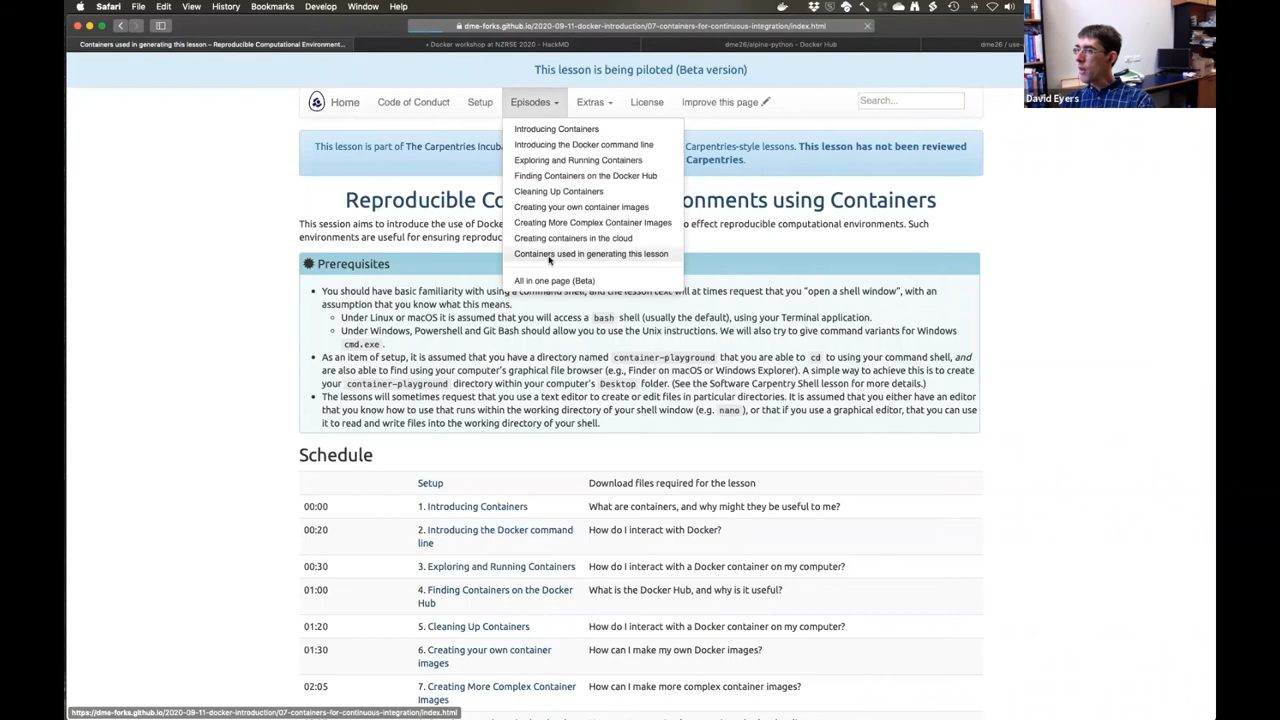 Safari File Edit View History Bookmarks Develop Window Help
dme-forks.github.io/2020-09-11-docker-introduction/07-containers-for-continuous-integration/index.html
Containers used in generating this lesson – Reproducible Computational Environment...
• Docker workshop at NZRSE 2020 - HackMD
dme26/alpine-python - Docker Hub
dme26 / use-
David Eyers
This lesson is being piloted (Beta version)
Home Code of Conduct Setup Episodes Extras License Improve this page Search...
Introducing Containers
Introducing the Docker command line
Exploring and Running Containers
Finding Containers on the Docker Hub
Cleaning Up Containers
Creating your own container images
Creating More Complex Container Images
Creating containers in the cloud
Containers used in generating this lesson
All in one page (Beta)
This lesson is part of The Carpentries Incub Carpentries-style lessons. This lesson has not been reviewed
Carpentries.
Reproducible Co onments using Containers
This session aims to introduce the use of Docke o effect reproducible computational environments. Such
environments are useful for ensuring reproduc
Prerequisites
• You should have basic familiarity with using a command shell, and the lesson text will at times request that you “open a shell window”, with an
assumption that you know what this means.
Under Linux or macOS it is assumed that you will access a bash shell (usually the default), using your Terminal application.
Under Windows, Powershell and Git Bash should allow you to use the Unix instructions. We will also try to give command variants for Windows
cmd.exe .
• As an item of setup, it is assumed that you have a directory named container-playground that you are able to cd to using your command shell, and
are also able to find using your computer’s graphical file browser (e.g., Finder on macOS or Windows Explorer). A simple way to achieve this is to create
your container-playground directory within your computer’s Desktop folder. (See the Software Carpentry Shell lesson for more details.)
• The lessons will sometimes request that you use a text editor to create or edit files in particular directories. It is assumed that you either have an editor
that you know how to use that runs within the working directory of your shell window (e.g. nano ), or that if you use a graphical editor, that you can use
it to read and write files into the working directory of your shell.
Schedule
Setup Download files required for the lesson
00:00 1. Introducing Containers What are containers, and why might they be useful to me?
00:20 2. Introducing the Docker command How do I interact with Docker?
line
00:30 3. Exploring and Running Containers How do I interact with a Docker container on my computer?
01:00 4. Finding Containers on the Docker What is the Docker Hub, and why is it useful?
Hub
01:20 5. Cleaning Up Containers How do I interact with a Docker container on my computer?
01:30 6. Creating your own container How can I make my own Docker images?
images
02:05 7. Creating More Complex Container How can I make more complex container images?
Images
https://dme-forks.github.io/2020-09-11-docker-introduction/07-containers-for-continuous-integration/index.html